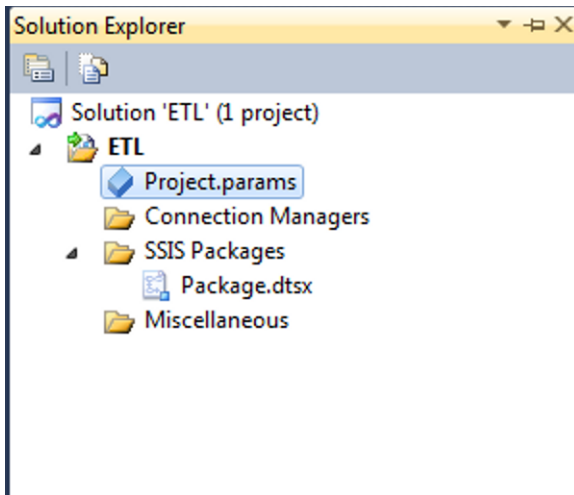 Solution Explorer
Solution 'ETL' (1 project)
ETL
Project.params
Connection Managers
SSIS Packages
Package.dtsx
Miscellaneous